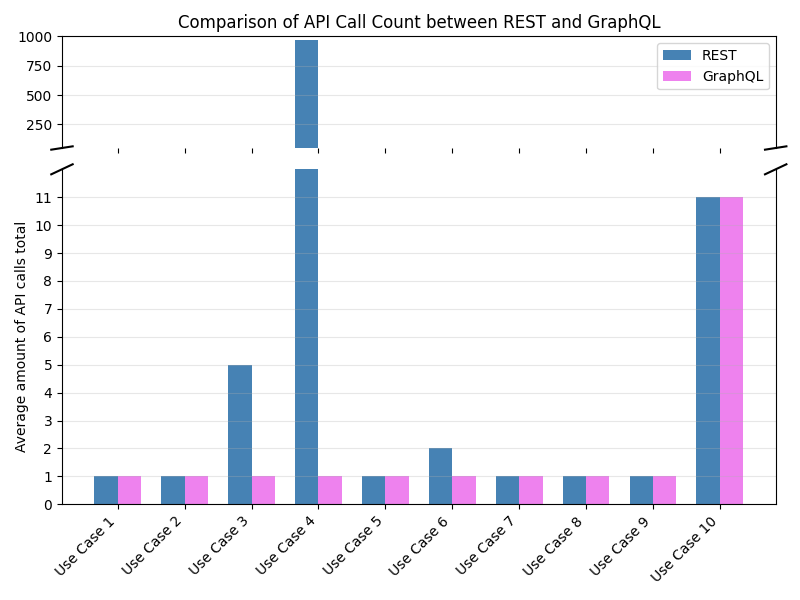 Comparison of API Call Count between REST and GraphQL
1000
750
500
250
REST
GraphQL
Average amount of API calls total
11
10
9
8
7
6
5
4
3
2
1
0
Use Case 1
Use Case 2
Use Case 3
Use Case 4
Use Case 5
Use Case 6
Use Case 7
Use Case 8
Use Case 9
Use Case 10